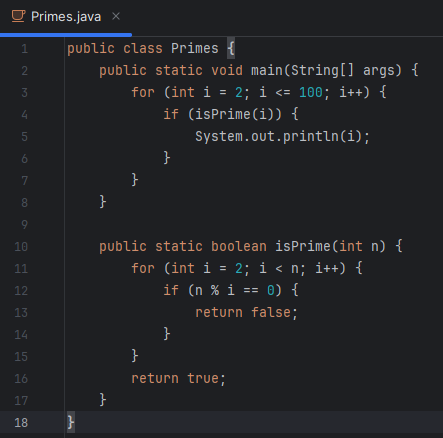 Primes.java
1 public class Primes {
2     public static void main(String[] args) {
3         for (int i = 2; i <= 100; i++) {
4             if (isPrime(i)) {
5                 System.out.println(i);
6             }
7         }
8     }
9
10     public static boolean isPrime(int n) {
11         for (int i = 2; i < n; i++) {
12             if (n % i == 0) {
13                 return false;
14             }
15         }
16         return true;
17     }
18 }